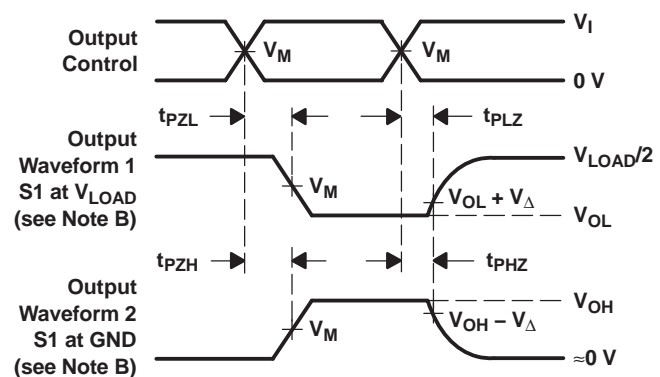 Output
Control
V_I
V_M
V_M
0 V
t_PZL
t_PLZ
Output
Waveform 1
S1 at V_LOAD
(see Note B)
V_LOAD/2
V_M
V_OL + V_Δ
V_OL
t_PZH
t_PHZ
Output
Waveform 2
S1 at GND
(see Note B)
V_OH
V_M
V_OH − V_Δ
≈0 V